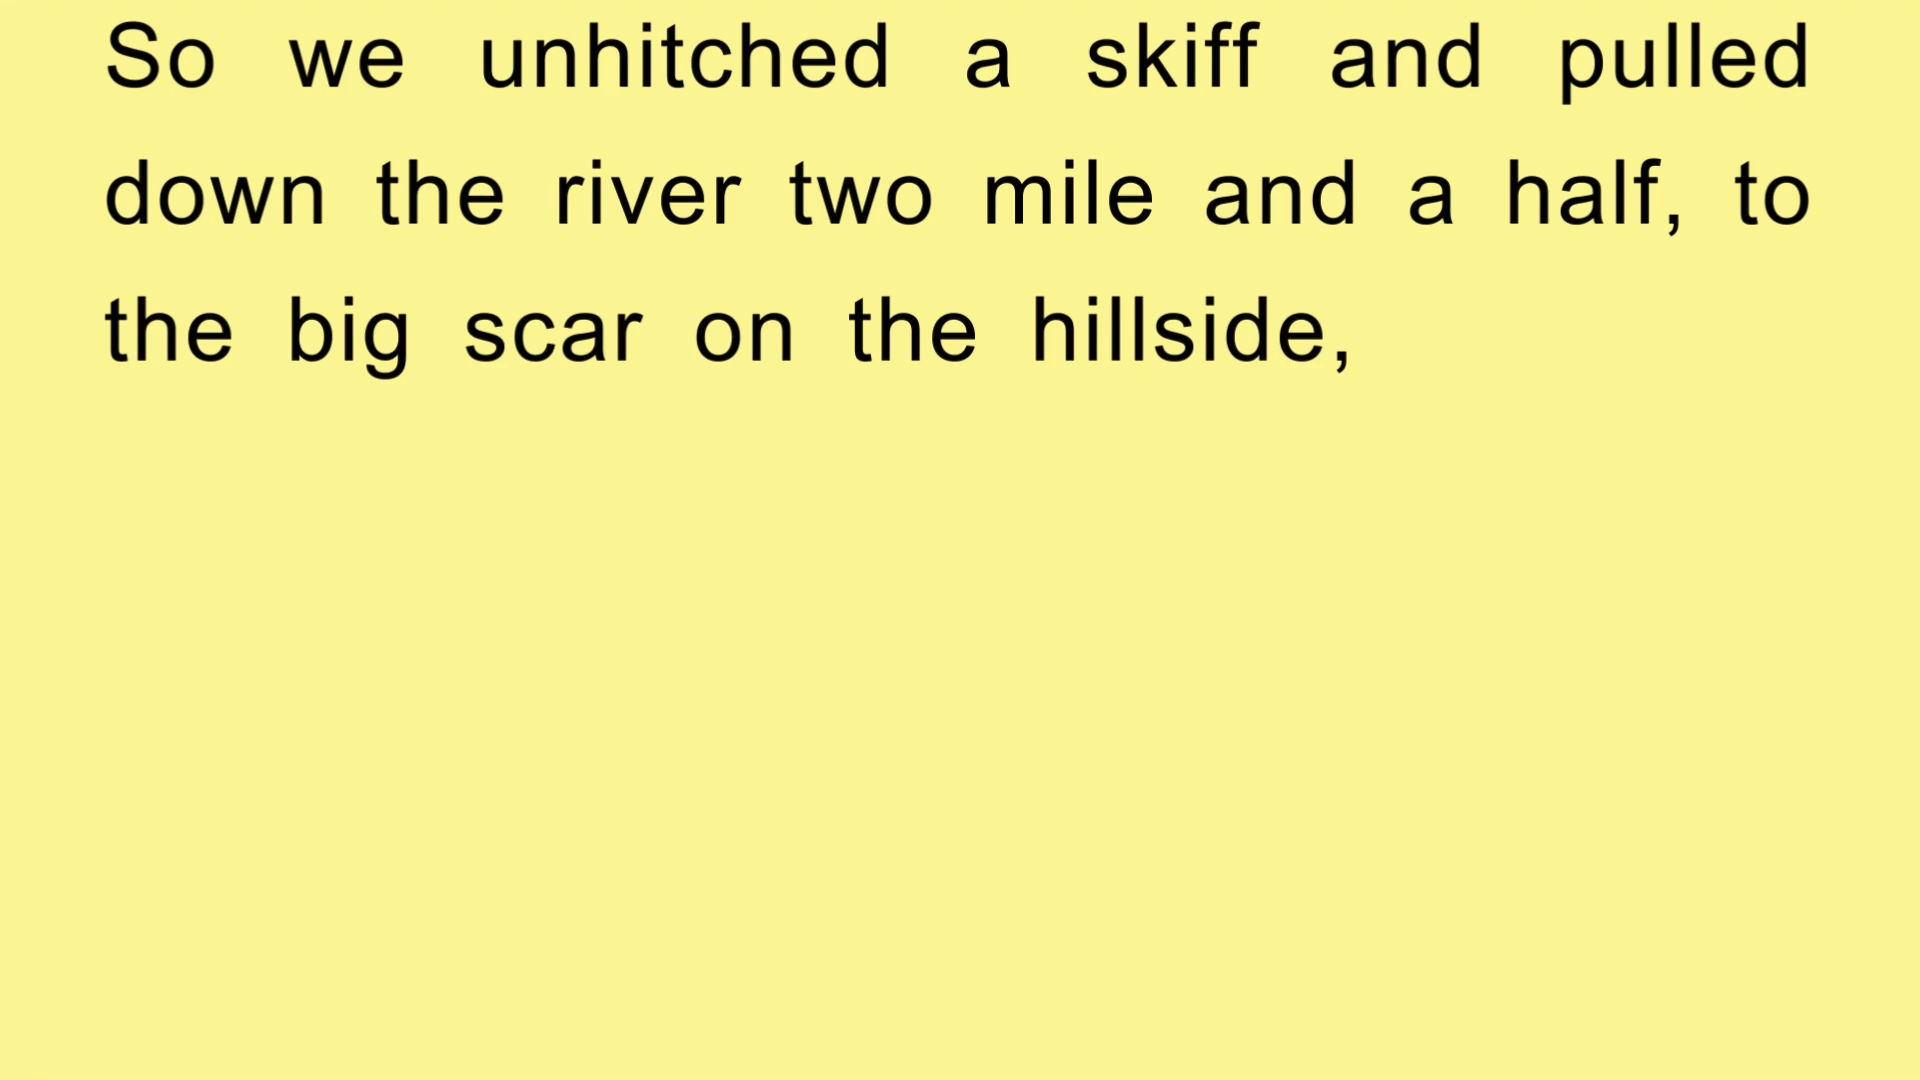 So we unhitched a skiff and pulled
down the river two mile and a half, to
the big scar on the hillside,